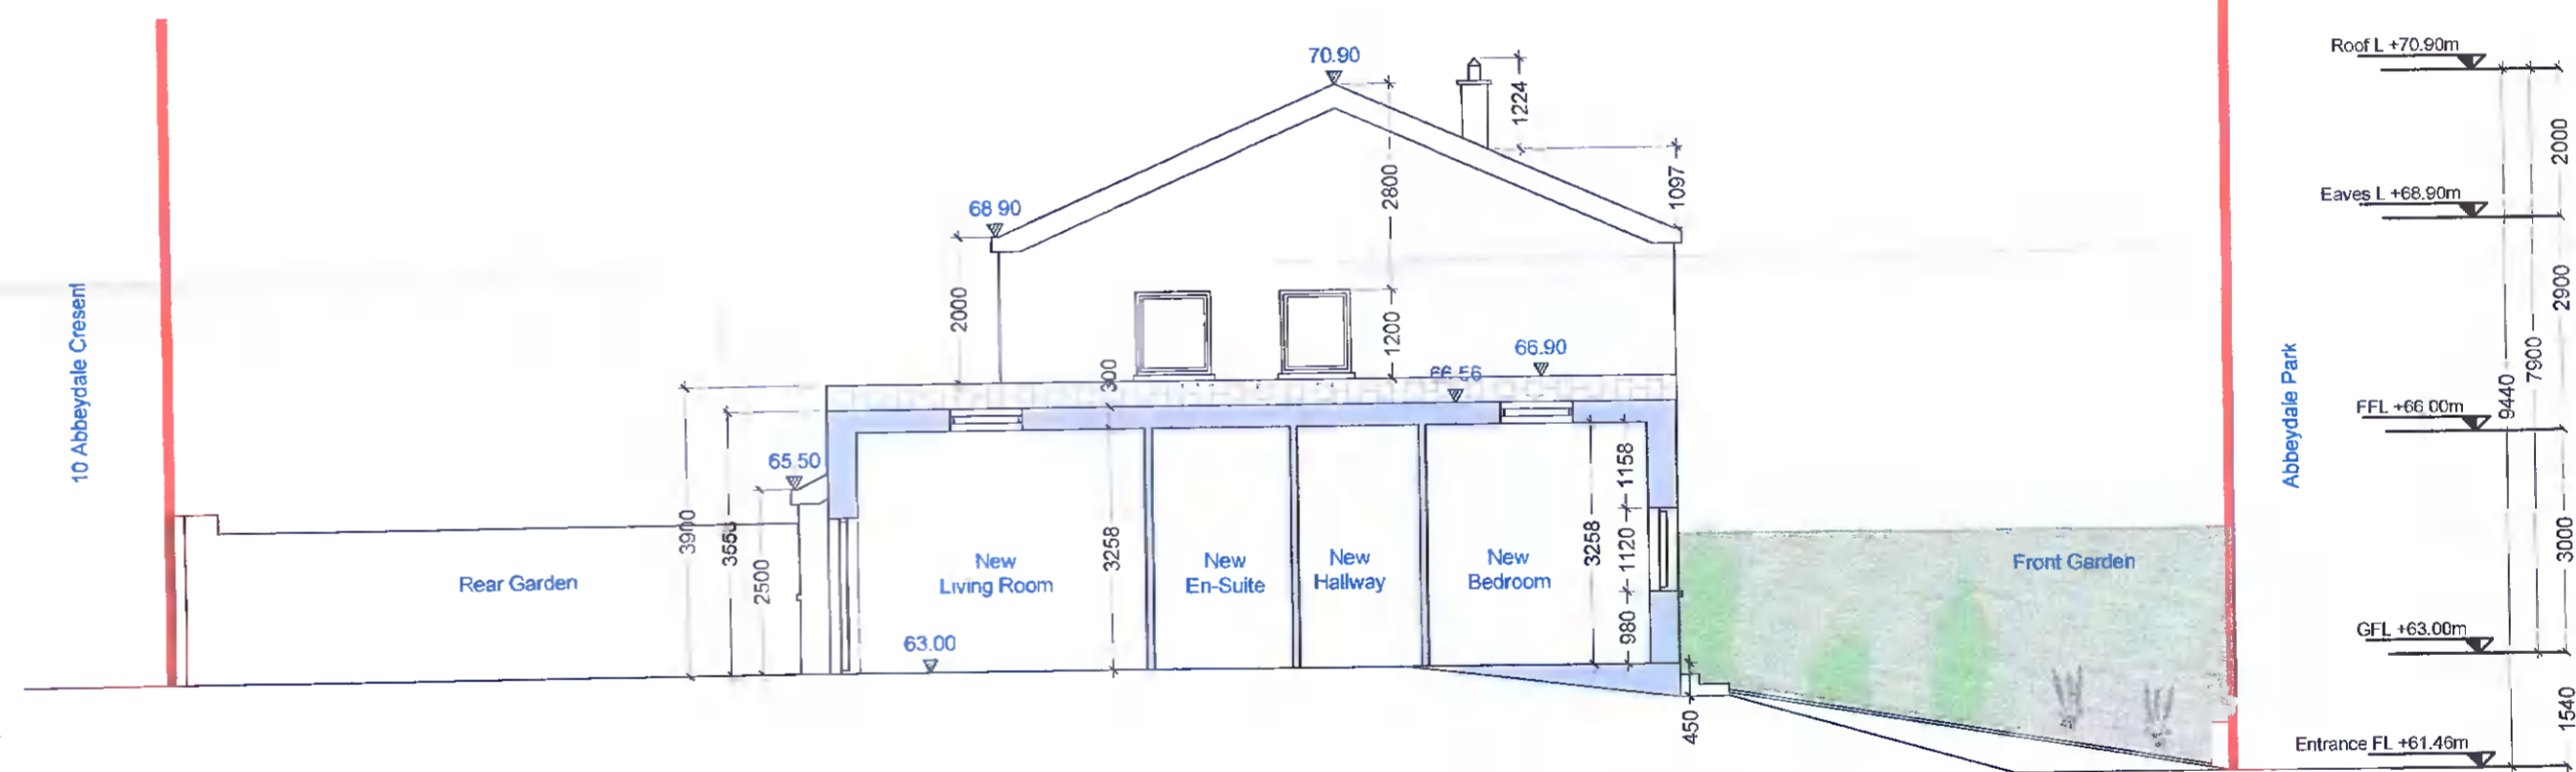 70.90
1224
Roof L +70.90m
2000
2800
1097
68 90
Eaves L +68.90m
10 Abbeydale Cresent
2000
1200
66.90
66.56
300
Abbeydale Park
2900
7900
9440
FFL +66 00m
65.50
1158
3900
3558
2500
3258
3258
1120
980
New
Living Room
New
En-Suite
New
Hallway
New
Bedroom
Rear Garden
Front Garden
3000
63.00
GFL +63.00m
450
1540
Entrance FL +61.46m